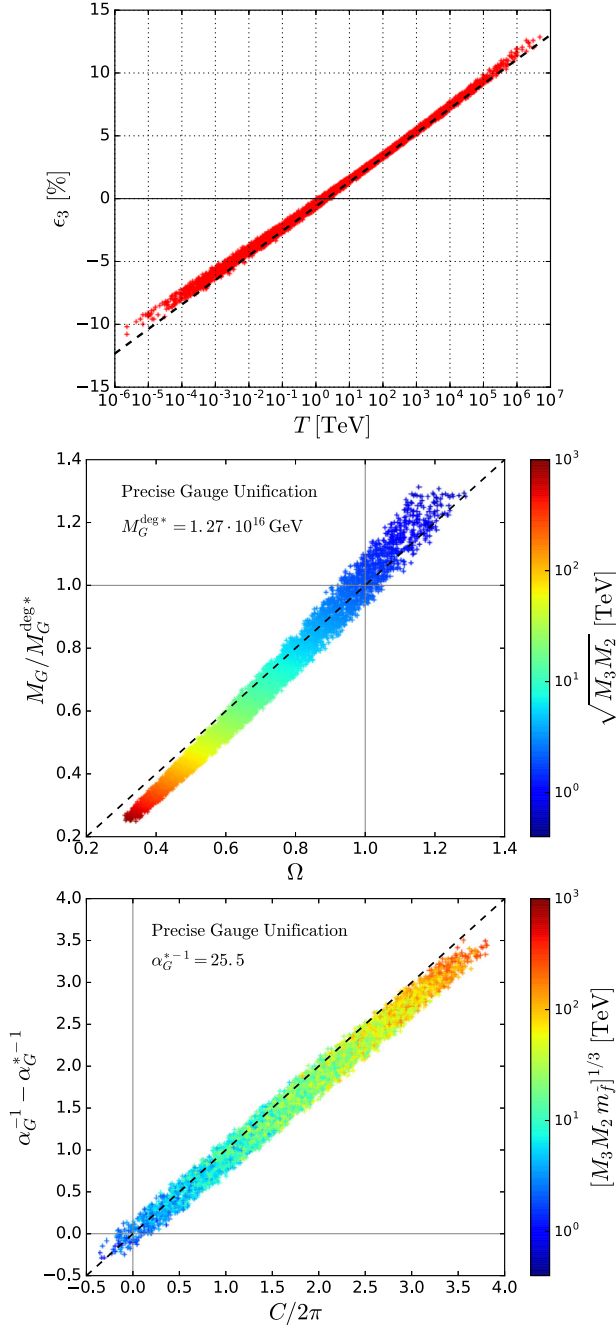 15
10
5
0
−5
−10
−15
ϵ₃ [%]
10⁻⁶ 10⁻⁵ 10⁻⁴ 10⁻³ 10⁻² 10⁻¹ 10⁰ 10¹ 10² 10³ 10⁴ 10⁵ 10⁶ 10⁷
T [TeV]
1.4
1.2
1.0
0.8
0.6
0.4
0.2
M_G/M_G^{deg*}
Precise Gauge Unification
M_G^{deg*} = 1.27 · 10¹⁶ GeV
0.2 0.4 0.6 0.8 1.0 1.2 1.4
Ω
10³
10²
10¹
10⁰
√M₃M₂ [TeV]
4.0
3.5
3.0
2.5
2.0
1.5
1.0
0.5
0.0
−0.5
α_G^{−1} − α_G^{*−1}
Precise Gauge Unification
α_G^{*−1} = 25.5
−0.5 0.0 0.5 1.0 1.5 2.0 2.5 3.0 3.5 4.0
C/2π
10³
10²
10¹
10⁰
[M₃M₂ m_{f̃}]^{1/3} [TeV]